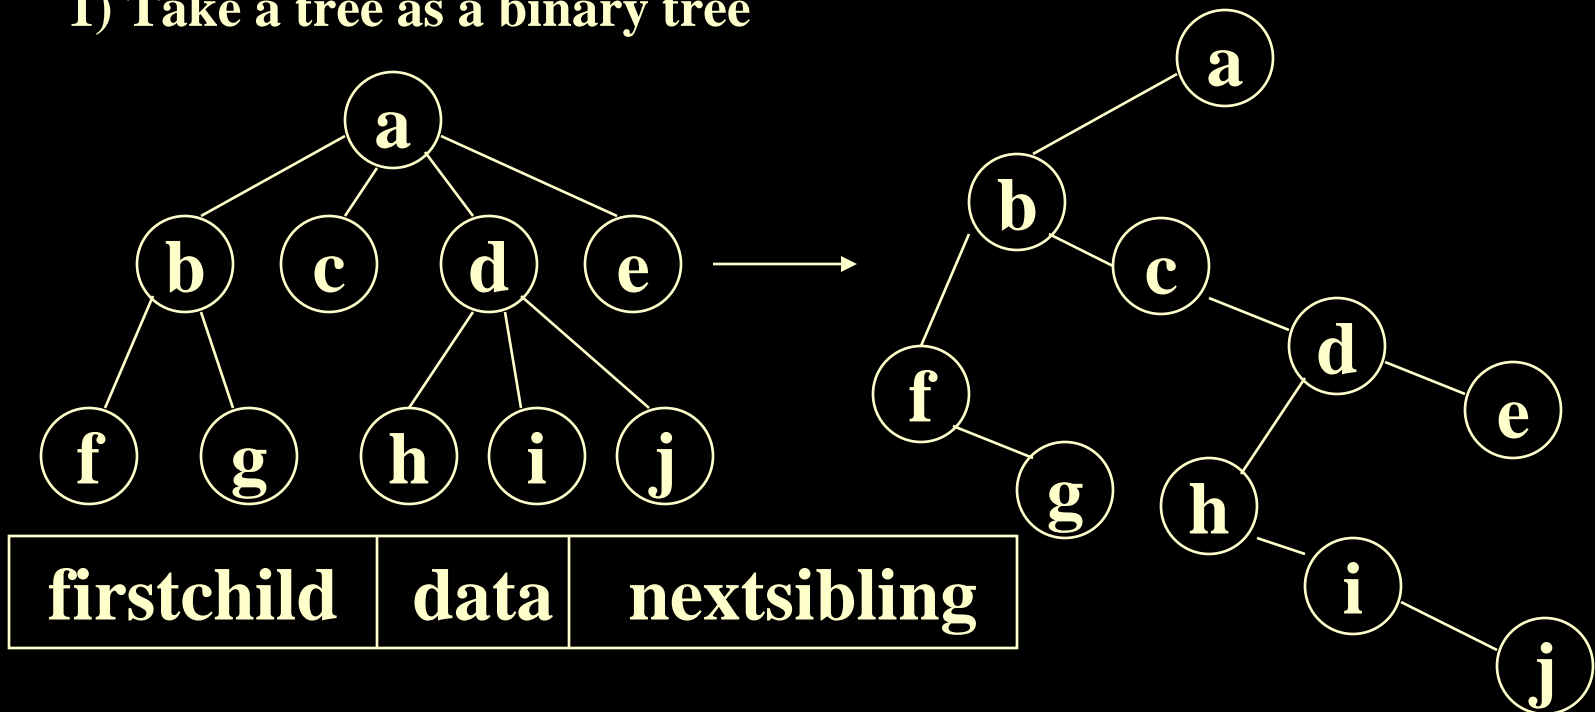 1) Take a tree as a binary tree
a
b c d e
f g h i j
firstchild data nextsibling
a
b
c
d
e
f
g
h
i
j